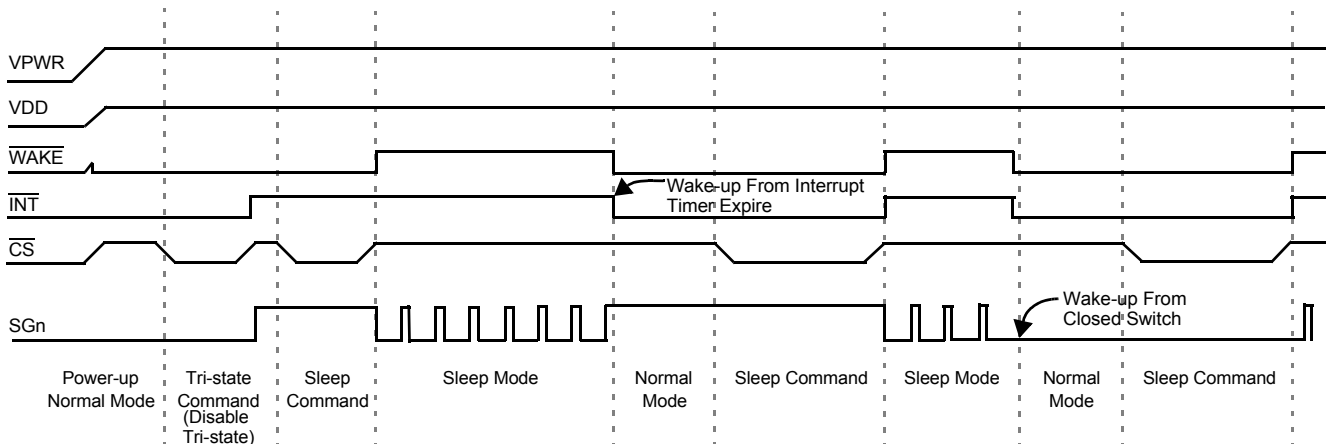 VPWR
VDD
WAKE
Wake-up From Interrupt
Timer Expire
INT
CS
Wake-up From
Closed Switch
SGn
Power-up
Normal Mode
Tri-state
Command
(Disable
Tri-state)
Sleep
Command
Sleep Mode
Normal
Mode
Sleep Command
Sleep Mode
Normal
Mode
Sleep Command